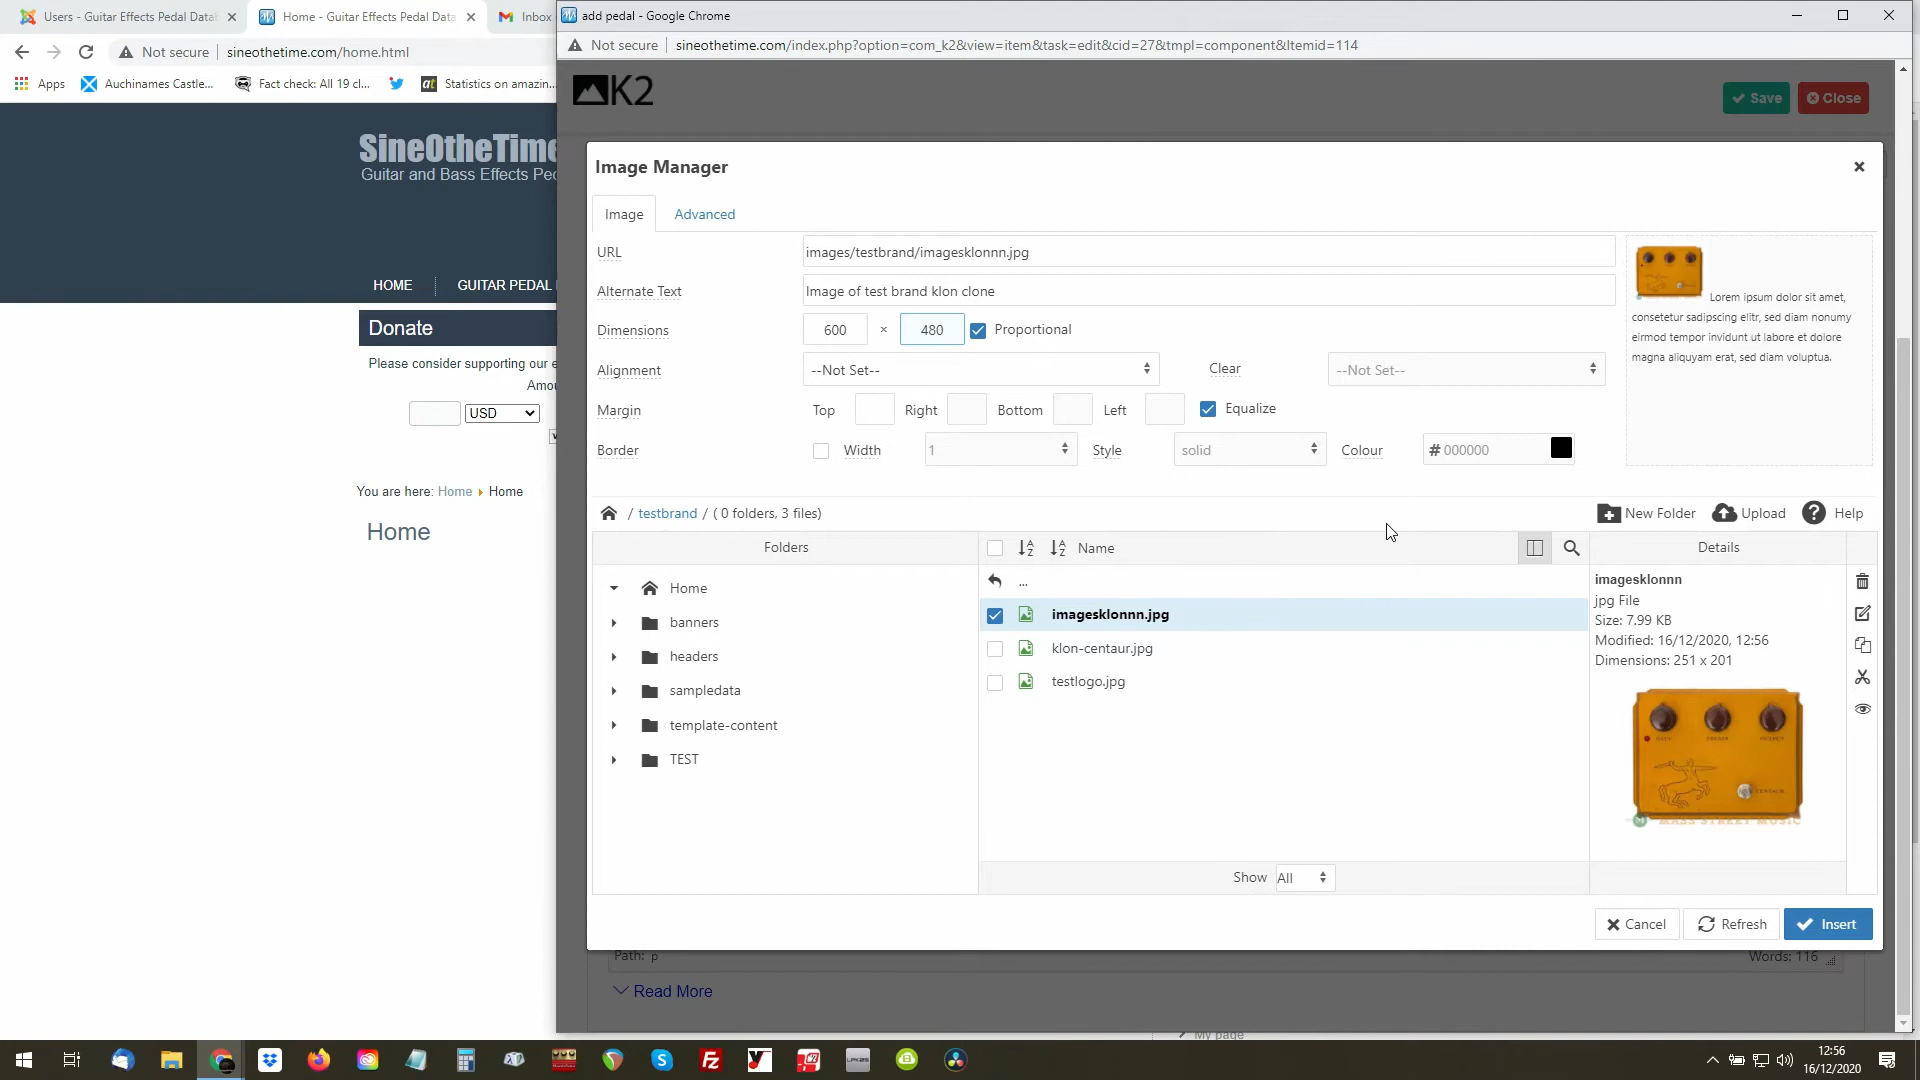 Users - Guitar Effects Pedal Datab
Home - Guitar Effects Pedal Data
Inbox
add pedal - Google Chrome
Not secure
sineothetime.com/home.html
Not secure
sineothetime.com/index.php?option=com_k2&view=item&task=edit&cid=27&tmpl=component&Itemid=114
Apps
Auchinames Castle...
Fact check: All 19 cl...
Statistics on amazin...
K2
Save
Close
SineOtheTime
Guitar and Bass Effects Pe
HOME
GUITAR PEDAL
Donate
Please consider supporting our e
Amou
USD
You are here: Home Home
Home
Image Manager
Image
Advanced
URL
images/testbrand/imagesklonnn.jpg
Alternate Text
Image of test brand klon clone
Dimensions
600 × 480 Proportional
Alignment
--Not Set--
Clear
--Not Set--
Margin
Top Right Bottom Left Equalize
Border
Width 1 Style solid Colour # 000000
Lorem ipsum dolor sit amet,
consetetur sadipscing elitr, sed diam nonumy
eirmod tempor invidunt ut labore et dolore
magna aliquyam erat, sed diam voluptua.
/ testbrand / ( 0 folders, 3 files)
New Folder
Upload
Help
Folders
Name
Details
Home
banners
headers
sampledata
template-content
TEST
...
imagesklonnn.jpg
klon-centaur.jpg
testlogo.jpg
imagesklonnn
jpg File
Size: 7.99 KB
Modified: 16/12/2020, 12:56
Dimensions: 251 x 201
MASS STREET MUSIC
Show All
Cancel
Refresh
Insert
Path: p
Words: 116
Read More
My page
12:56
16/12/2020